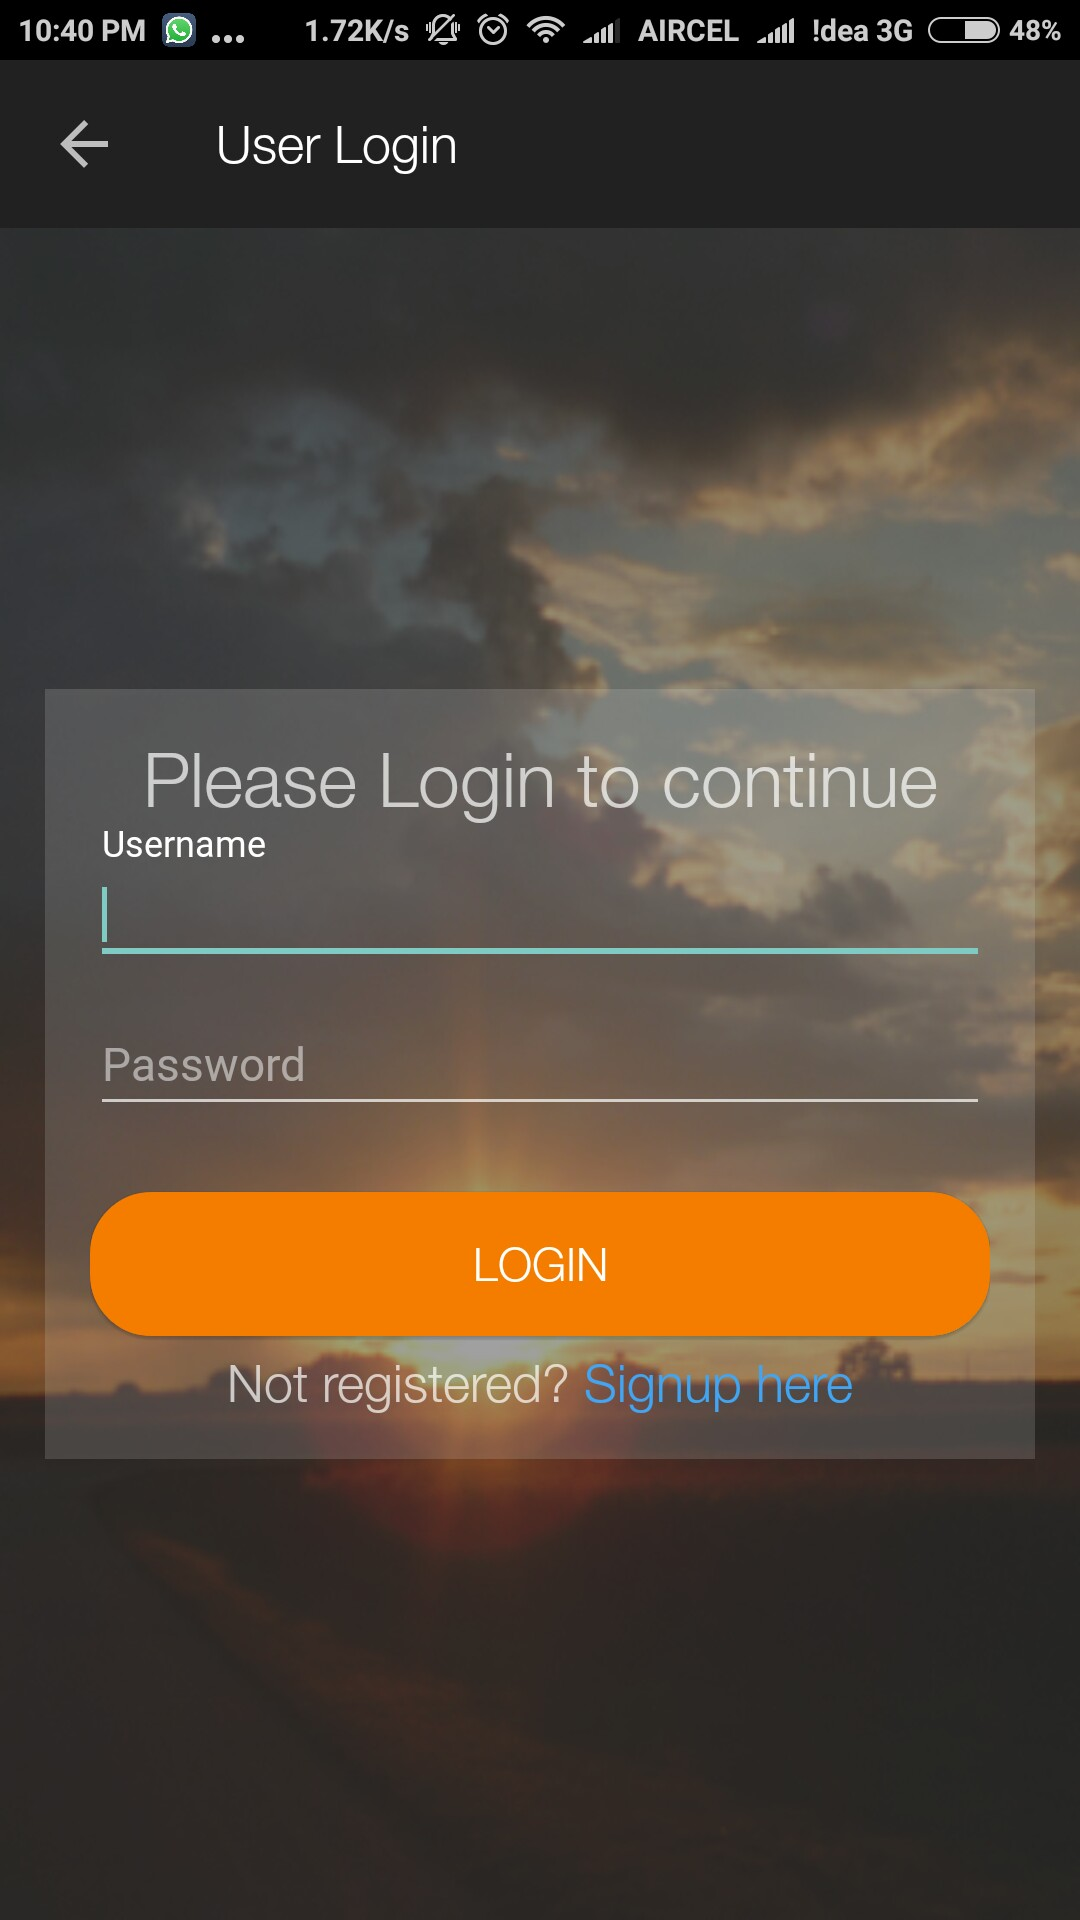 10:40 PM ... 1.72K/s AIRCEL !dea 3G 48%
User Login
Please Login to continue
Username
Password
LOGIN
Not registered? Signup here